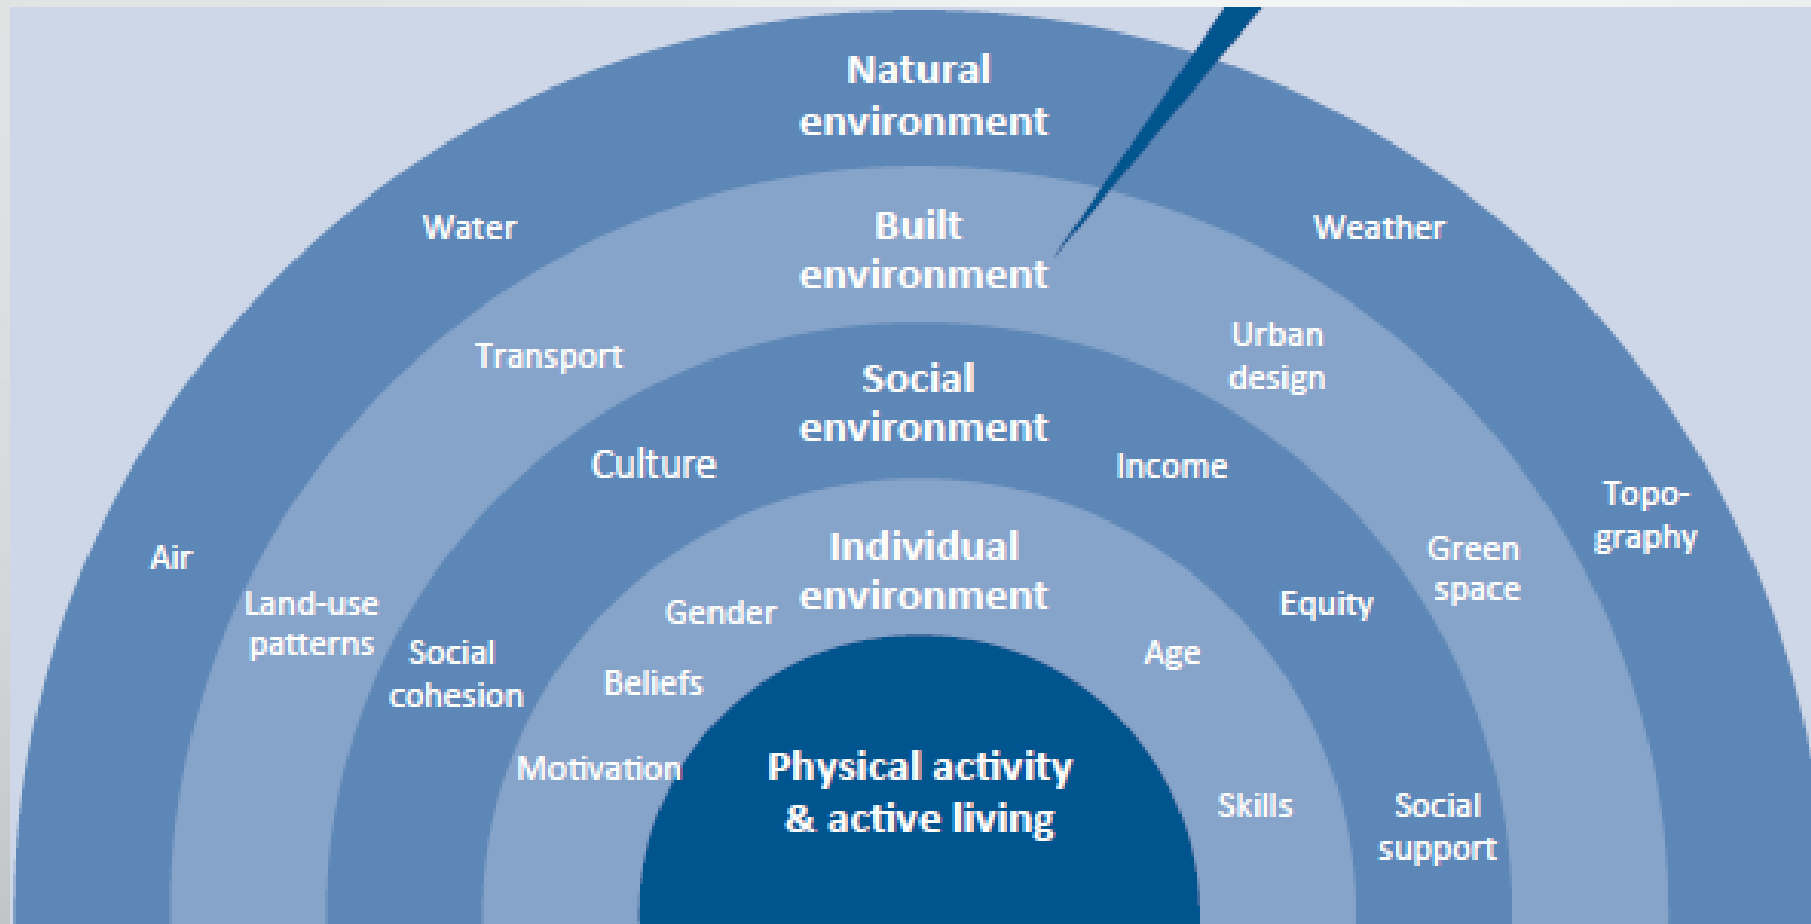 Natural
environment
Water
Weather
Built
environment
Transport
Urban
design
Social
environment
Culture
Income
Topo-
graphy
Air
Green
space
Land-use
patterns
Individual
environment
Gender
Equity
Social
cohesion
Age
Beliefs
Motivation
Physical activity
& active living
Skills
Social
support